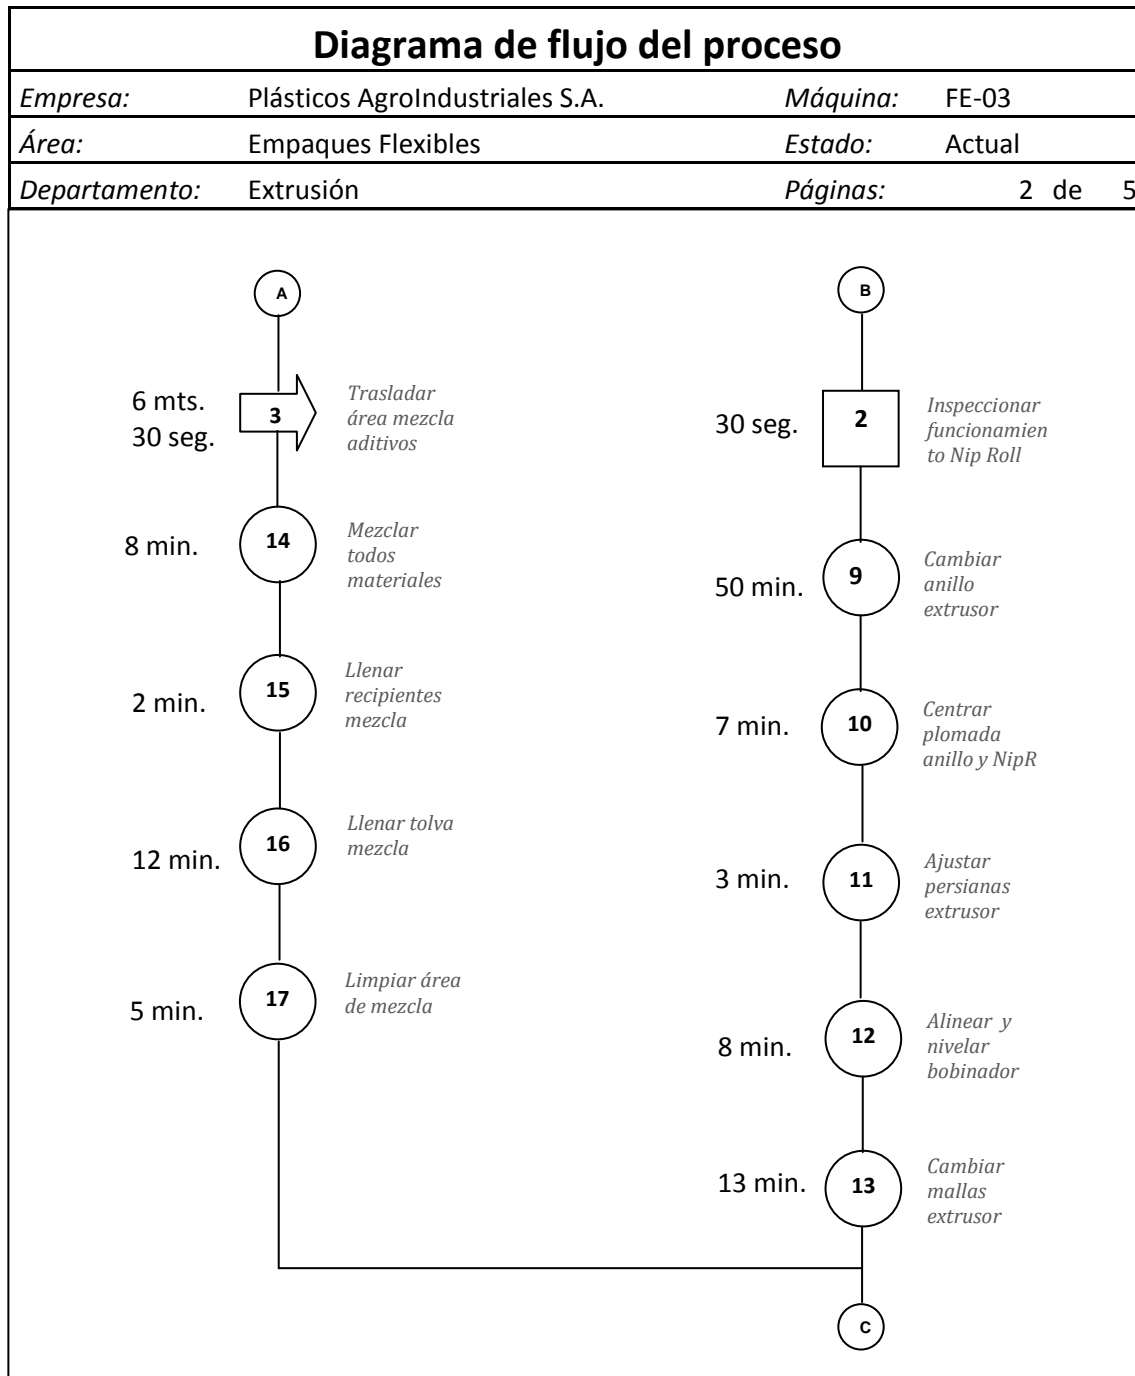 Diagrama de flujo del proceso
Empresa: Plásticos AgroIndustriales S.A. Máquina: FE-03
Área: Empaques Flexibles Estado: Actual
Departamento: Extrusión Páginas: 2 de 5
A
6 mts.
30 seg.
3
Trasladar
área mezcla
aditivos
8 min.
14
Mezclar
todos
materiales
2 min.
15
Llenar
recipientes
mezcla
12 min.
16
Llenar tolva
mezcla
5 min.
17
Limpiar área
de mezcla
B
30 seg.
2
Inspeccionar
funcionamien
to Nip Roll
50 min.
9
Cambiar
anillo
extrusor
7 min.
10
Centrar
plomada
anillo y NipR
3 min.
11
Ajustar
persianas
extrusor
8 min.
12
Alinear y
nivelar
bobinador
13 min.
13
Cambiar
mallas
extrusor
C